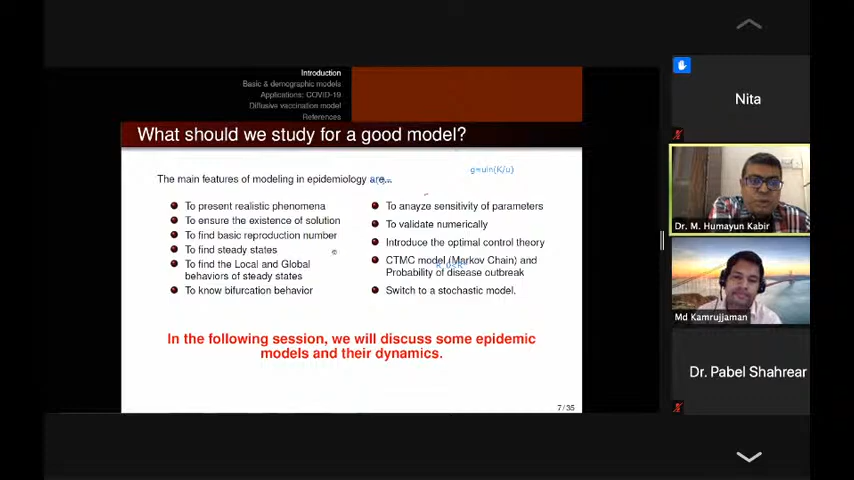 Introduction
Basic & demographic models
Applications: COVID-19
Diffusive vaccination model
References
What should we study for a good model?
g=uln(K/u)
The main features of modeling in epidemiology are...
To present realistic phenomena
To ensure the existence of solution
To find basic reproduction number
To find steady states
To find the Local and Global
behaviors of steady states
To know bifurcation behavior
To anayze sensitivity of parameters
To validate numerically
Introduce the optimal control theory
CTMC model (Markov Chain) and
Probability of disease outbreak
Switch to a stochastic model.
In the following session, we will discuss some epidemic
models and their dynamics.
7/35
Nita
Dr. M. Humayun Kabir
Md Kamrujjaman
Dr. Pabel Shahrear